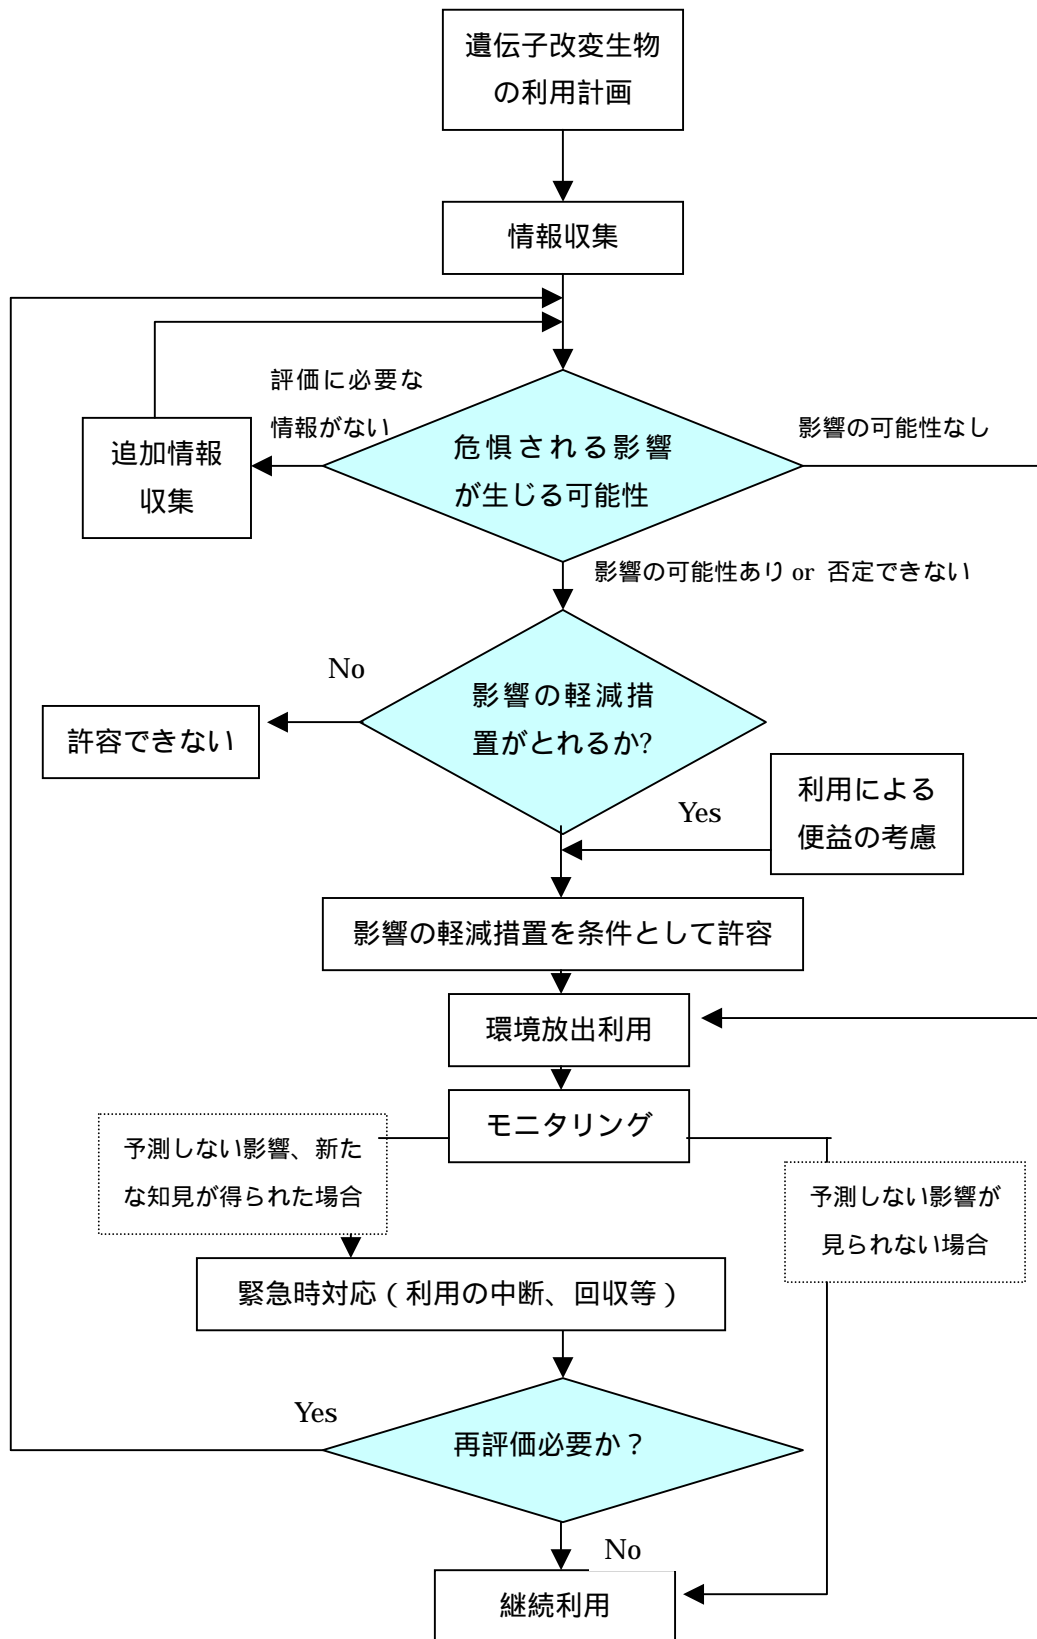 遺伝子改変生物
の利用計画
情報収集
評価に必要な
情報がない
影響の可能性なし
追加情報
収集
危惧される影響
が生じる可能性
影響の可能性あり or 否定できない
No
影響の軽減措
置がとれるか?
許容できない
Yes
利用による
便益の考慮
影響の軽減措置を条件として許容
環境放出利用
モニタリング
予測しない影響、新た
な知見が得られた場合
予測しない影響が
見られない場合
緊急時対応（利用の中断、回収等）
Yes
再評価必要か？
No
継続利用